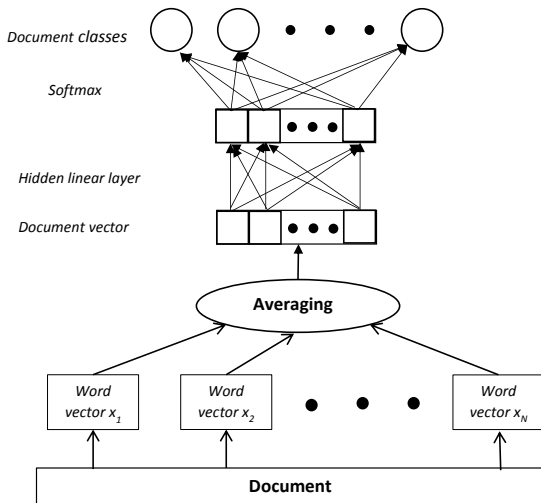 Document classes
Softmax
Hidden linear layer
Document vector
Averaging
Word
vector x1
Word
vector x2
Word
vector xN
Document